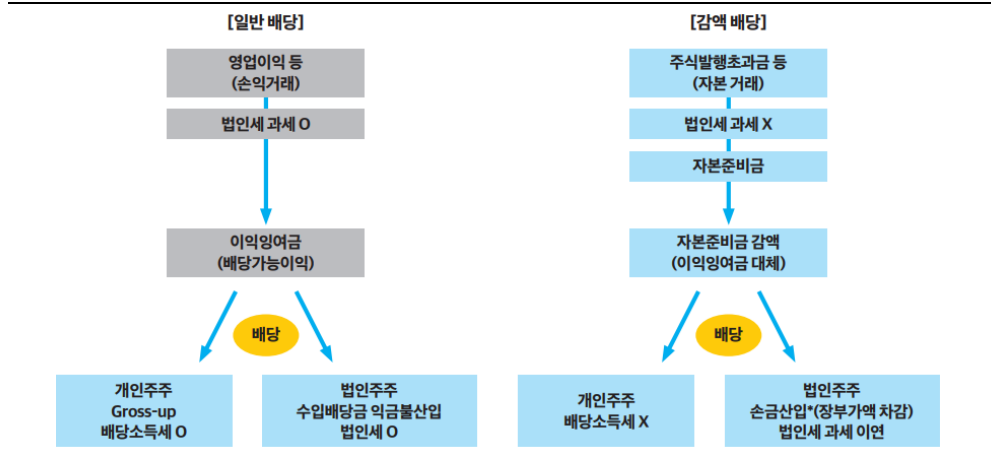 [일반 배당]
영업이익 등
(손익거래)
법인세 과세 O
이익잉여금
(배당가능이익)
배당
개인주주
Gross-up
배당소득세 O
법인주주
수입배당금 익금불산입
법인세 O
[감액 배당]
주식발행초과금 등
(자본 거래)
법인세 과세 X
자본준비금
자본준비금 감액
(이익잉여금 대체)
배당
개인주주
배당소득세 X
법인주주
손금산입*(장부가액 차감)
법인세 과세 이연